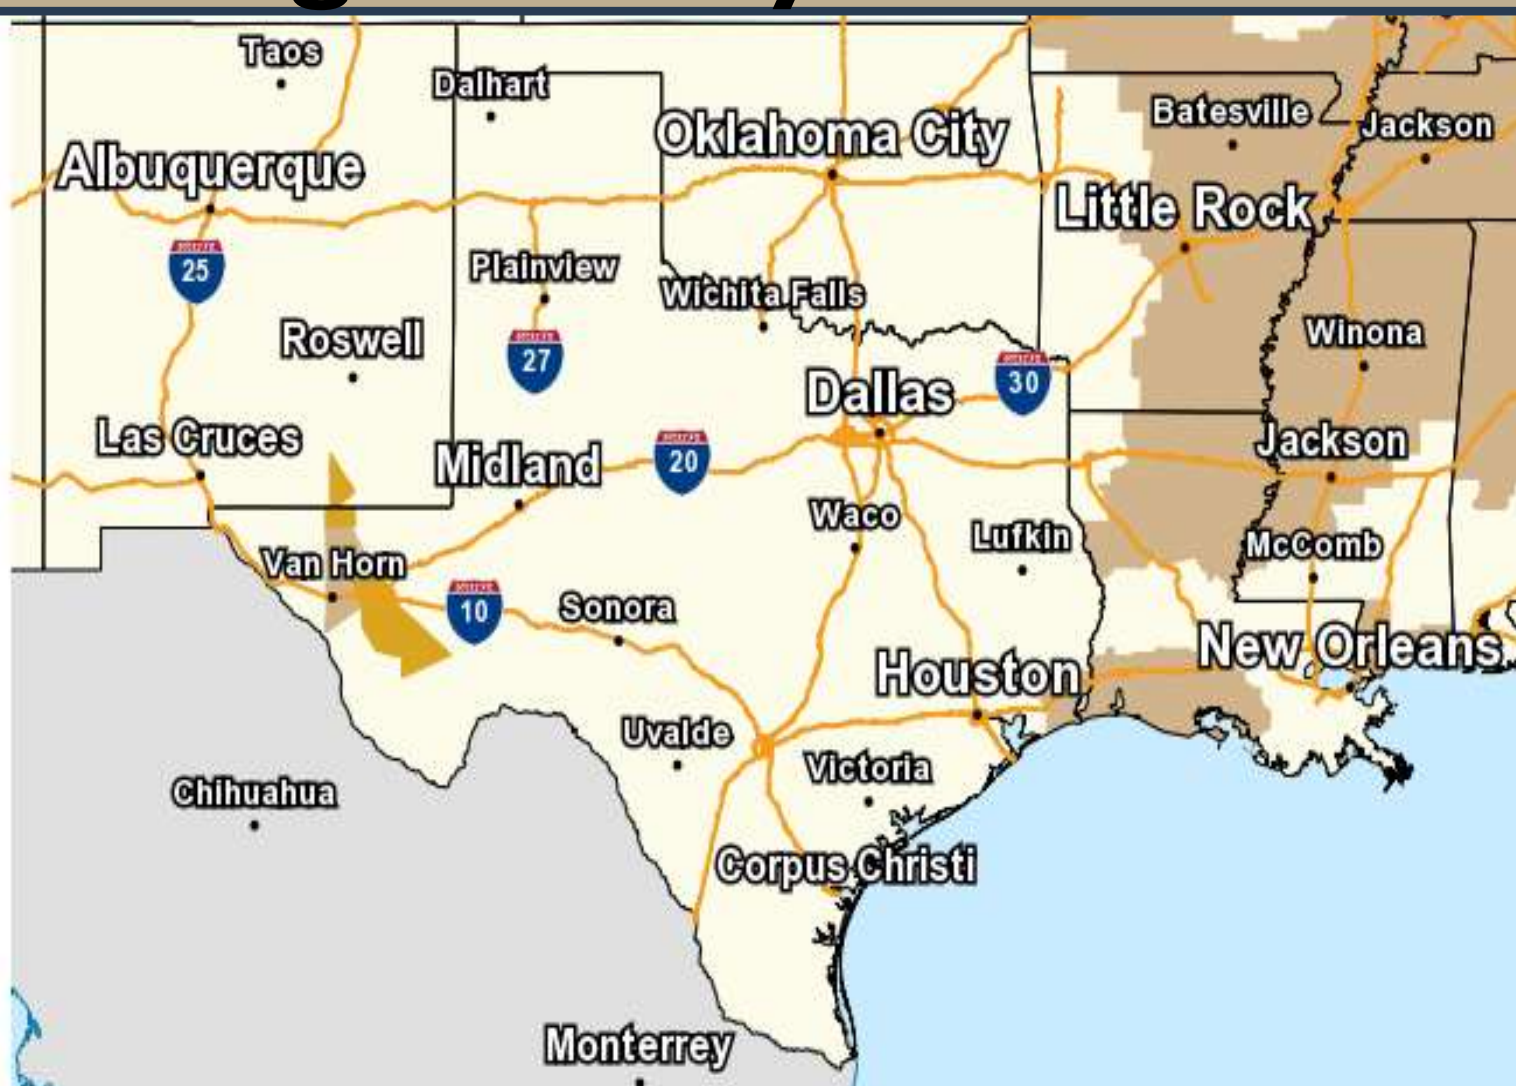 Taos
Dalhart
Oklahoma City
Batesville
Jackson
Albuquerque
Little Rock
25
Plainview
Wichita Falls
Roswell
27
Winona
30
Dallas
Las Cruces
Midland
20
Jackson
Waco
Lufkin
McComb
Van Horn
10
Sonora
New Orleans
Houston
Uvalde
Victoria
Chihuahua
Corpus Christi
Monterrey